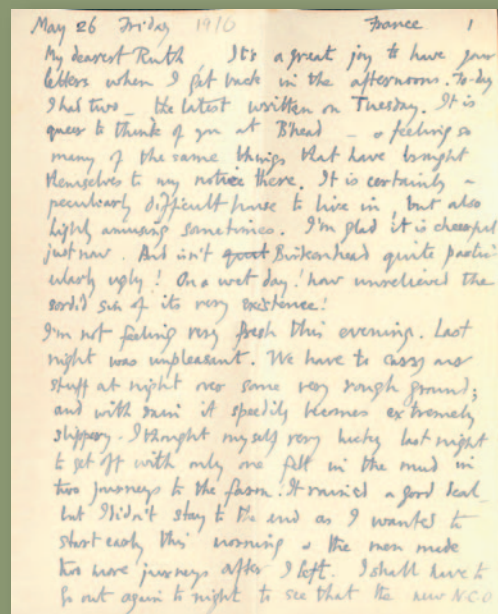 May 26 Friday 1916 France 1
My dearest Ruth It's a great joy to have your
letters when I get back in the afternoons. To-day
I had two – the latest written on Tuesday. It is
queer to think of you at B'head – & feeling so
many of the same things that have brought
themselves to my notice there. It is certainly a
peculiarly difficult house to live in but also
highly amusing sometimes. I'm glad it is cheerful
just now. But isn't quit Birkenhead quite partic-
ularly ugly! On a wet day! how unrelieved the
sordid sin of its very existence!
I'm not feeling very fresh this evening. Last
night was unpleasant. We have to carry our
stuff at night over some very rough ground;
and with rain it speedily becomes extremely
slippery. I thought myself very lucky last night
to get off with only one fall in the mud in
two journeys to the farm. It rained a good deal
but I didn't stay to the end as I wanted to
start early this morning & the men made
two more journeys after I left. I shall have to
go out again to night to see that the new N.C.O